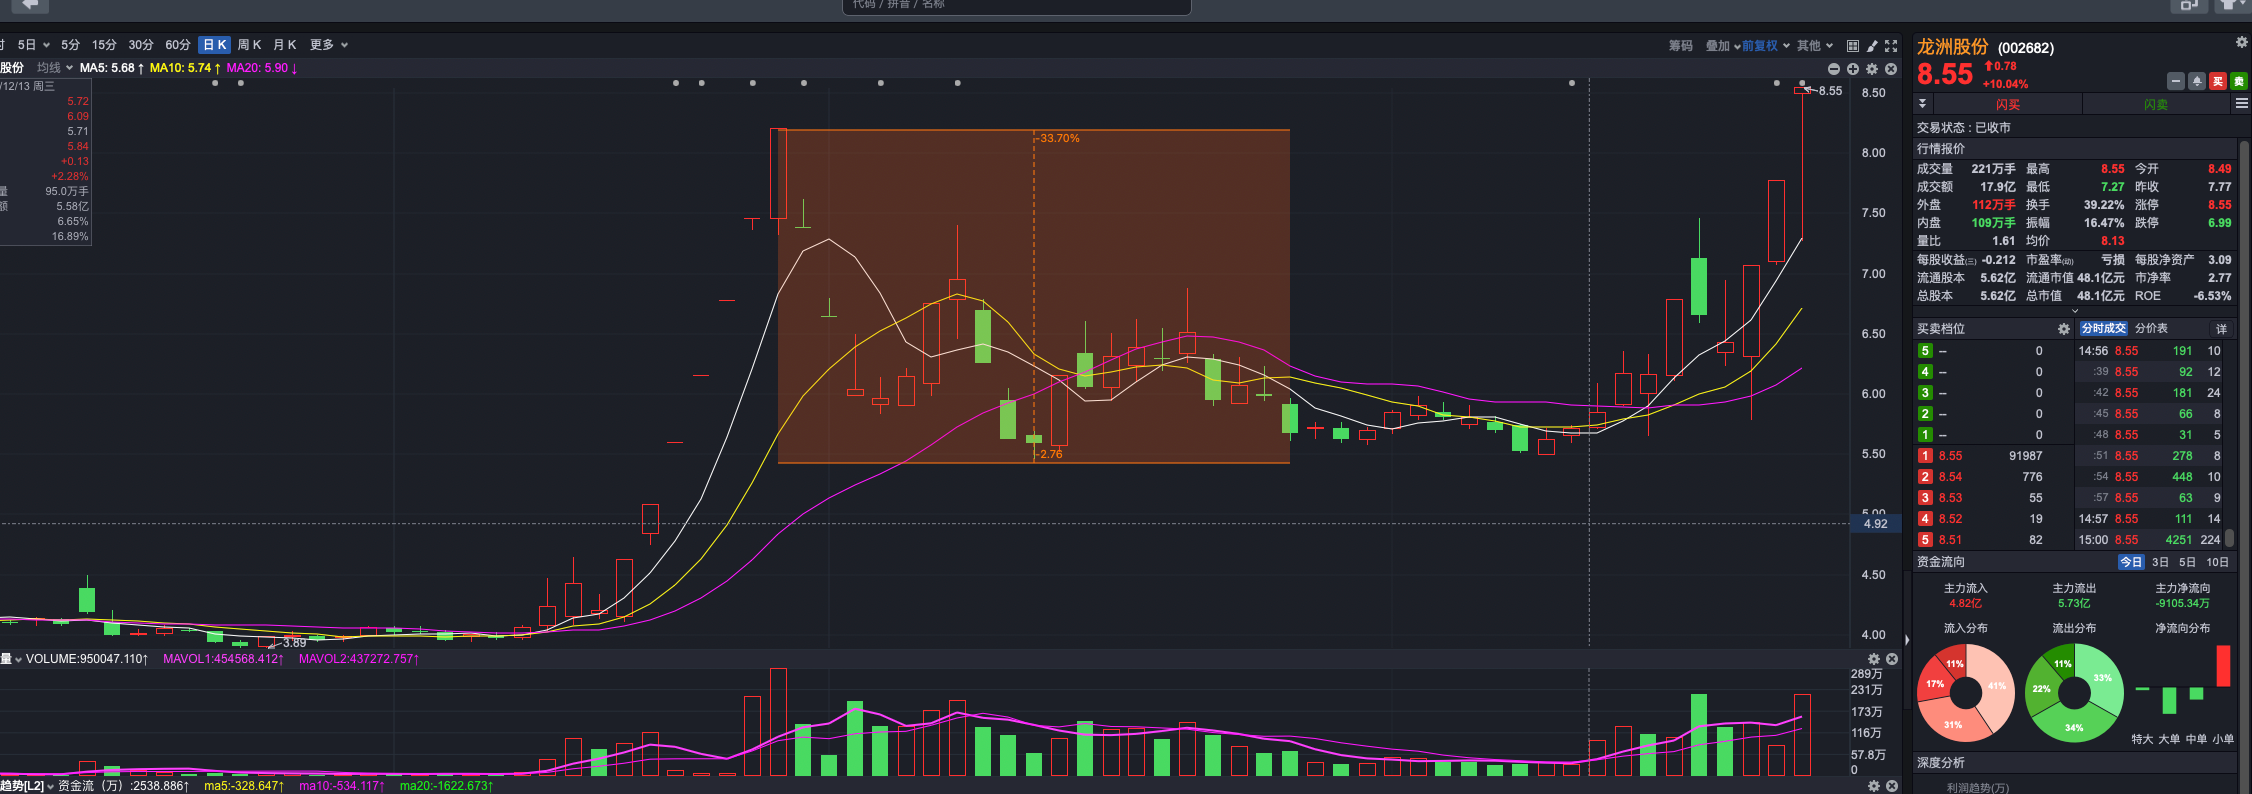 代码 / 拼音 / 名称
5日 5分 15分 30分 60分 日K 周K 月K 更多
筹码 叠加 前复权 其他
股份 均线 MA5: 5.68↑ MA10: 5.74↑ MA20: 5.90↓
/12/13 周三
5.72
6.09
5.71
5.84
+0.13
+2.28%
量 95.0万手
额 5.58亿
6.65%
16.89%
8.55
-33.70%
-2.76
3.89
8.50
8.00
7.50
7.00
6.50
6.00
5.50
5.00
4.92
4.50
4.00
量 VOLUME:950047.110↑ MAVOL1:454568.412↑ MAVOL2:437272.757↑
289万
231万
173万
116万
57.8万
0
趋势[L2] 资金流（万）:2538.886↑ ma5:-328.647↑ ma10:-534.117↑ ma20:-1622.673↑
龙洲股份 (002682)
8.55 0.78
+10.04%
买 卖
闪买 闪卖
交易状态 : 已收市
行情报价
成交量 221万手 最高 8.55 今开 8.49
成交额 17.9亿 最低 7.27 昨收 7.77
外盘 112万手 换手 39.22% 涨停 8.55
内盘 109万手 振幅 16.47% 跌停 6.99
量比 1.61 均价 8.13
每股收益(三) -0.212 市盈率(动) 亏损 每股净资产 3.09
流通股本 5.62亿 流通市值 48.1亿元 市净率 2.77
总股本 5.62亿 总市值 48.1亿元 ROE -6.53%
买卖档位 分时成交 分价表 详
5 -- 0 14:56 8.55 191 10
4 -- 0 :39 8.55 92 12
3 -- 0 :42 8.55 181 24
2 -- 0 :45 8.55 66 8
1 -- 0 :48 8.55 31 5
1 8.55 91987 :51 8.55 278 8
2 8.54 776 :54 8.55 448 10
3 8.53 55 :57 8.55 63 9
4 8.52 19 14:57 8.55 111 14
5 8.51 82 15:00 8.55 4251 224
资金流向 今日 3日 5日 10日
主力流入 主力流出 主力净流向
4.82亿 5.73亿 -9105.34万
流入分布 流出分布 净流向分布
11% 17% 41% 31%
11% 22% 33% 34%
特大 大单 中单 小单
深度分析
利润趋势(万)